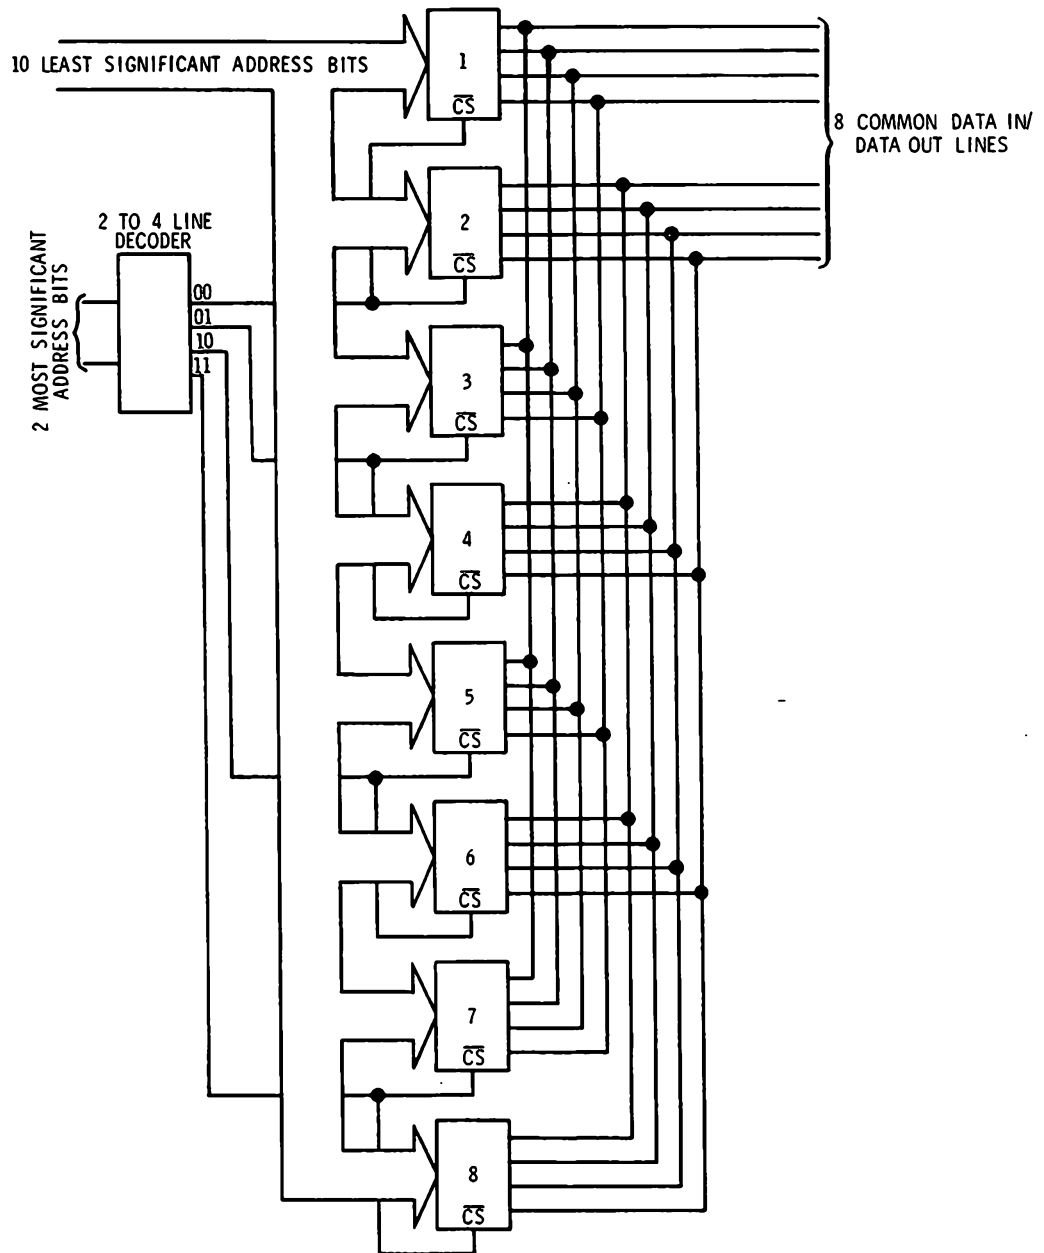 10 LEAST SIGNIFICANT ADDRESS BITS
1
CS
8 COMMON DATA IN/
DATA OUT LINES
2
CS
2 TO 4 LINE
DECODER
2 MOST SIGNIFICANT
ADDRESS BITS
00
01
10
11
3
CS
4
CS
5
CS
6
CS
7
CS
8
CS